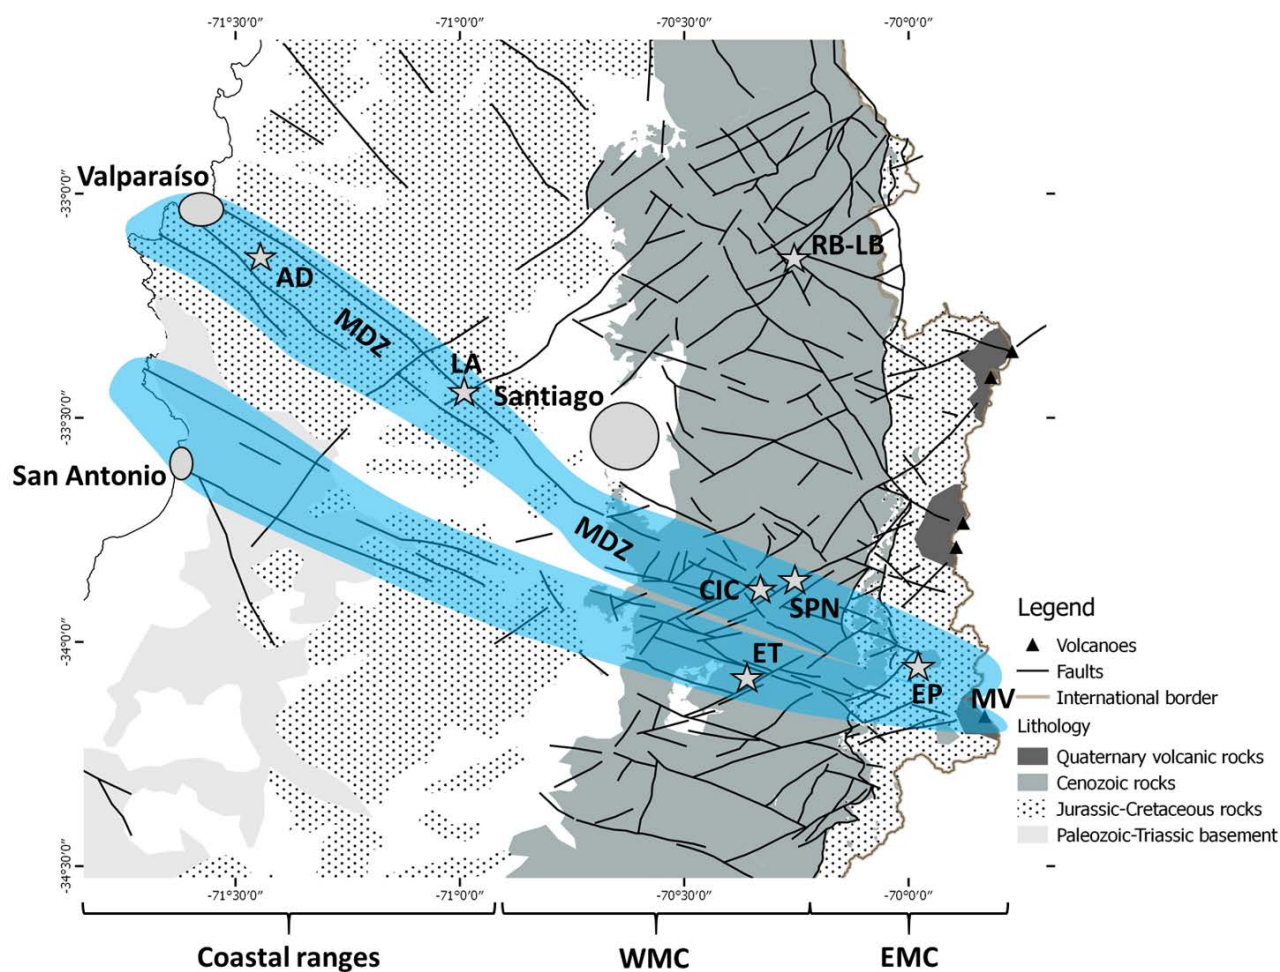 -71°30'0" -71°0'0" -70°30'0" -70°0'0"
Valparaíso
-33°0'0"
RB-LB
AD
MDZ
LA
Santiago
-33°30'0"
San Antonio
MDZ
CIC
SPN
Legend
Volcanoes
-34°0'0"
ET
Faults
EP
MV
International border
Lithology
Quaternary volcanic rocks
Cenozoic rocks
Jurassic-Cretaceous rocks
Paleozoic-Triassic basement
-34°30'0"
-71°30'0" -71°0'0" -70°30'0" -70°0'0"
Coastal ranges WMC EMC